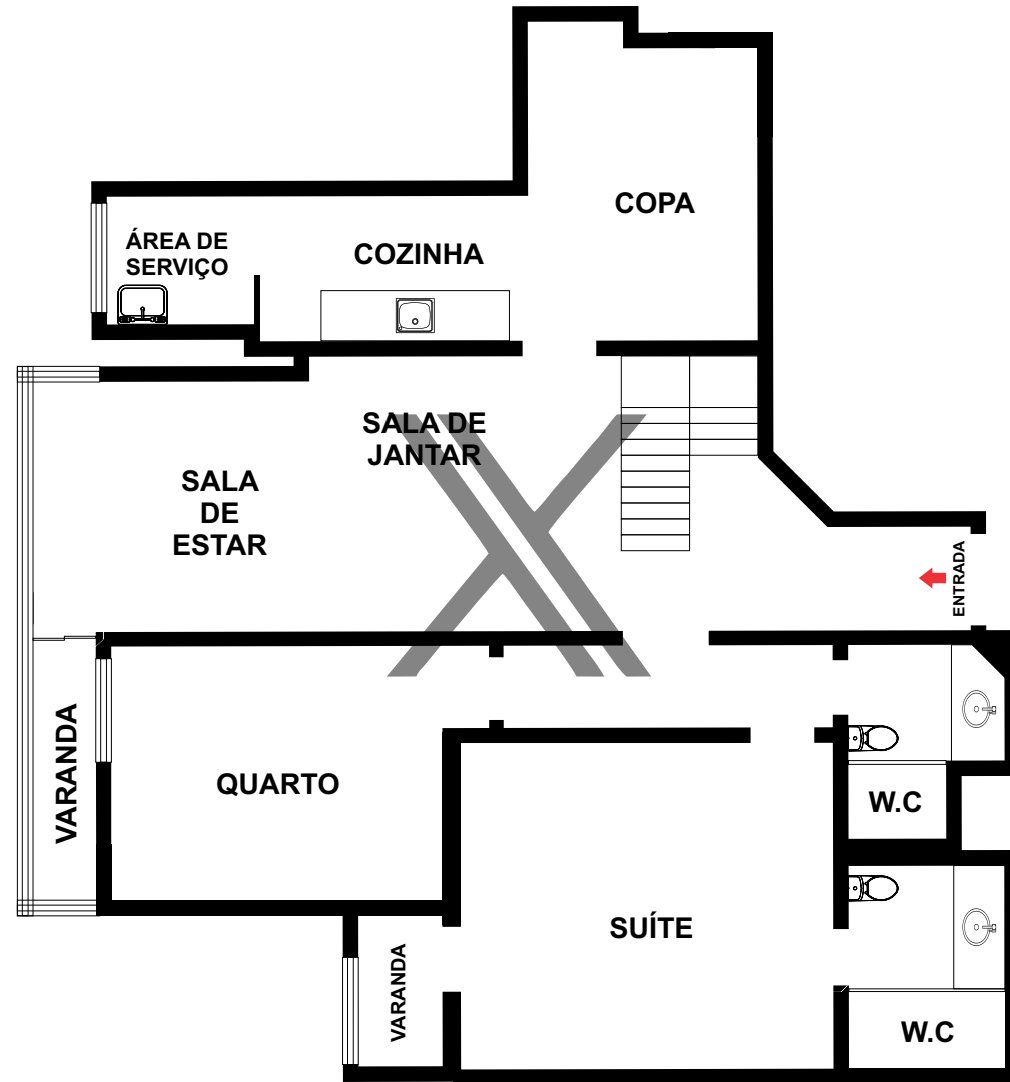 COPA
ÁREA DE
SERVIÇO
COZINHA
SALA DE
JANTAR
SALA
DE
ESTAR
ENTRADA
VARANDA
QUARTO
W.C
SUÍTE
VARANDA
W.C